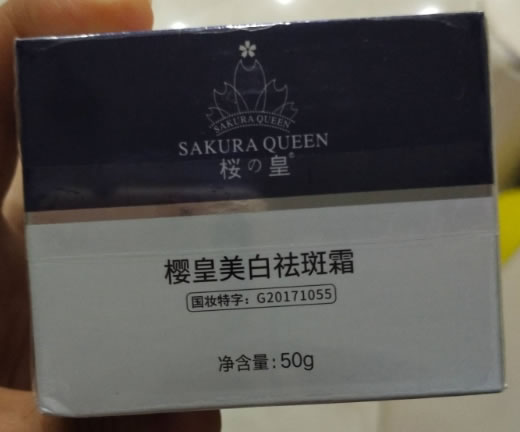 SAKURA QUEEN
SAKURA QUEEN
桜の皇®
樱皇美白祛斑霜
国妆特字：G20171055
净含量：50g